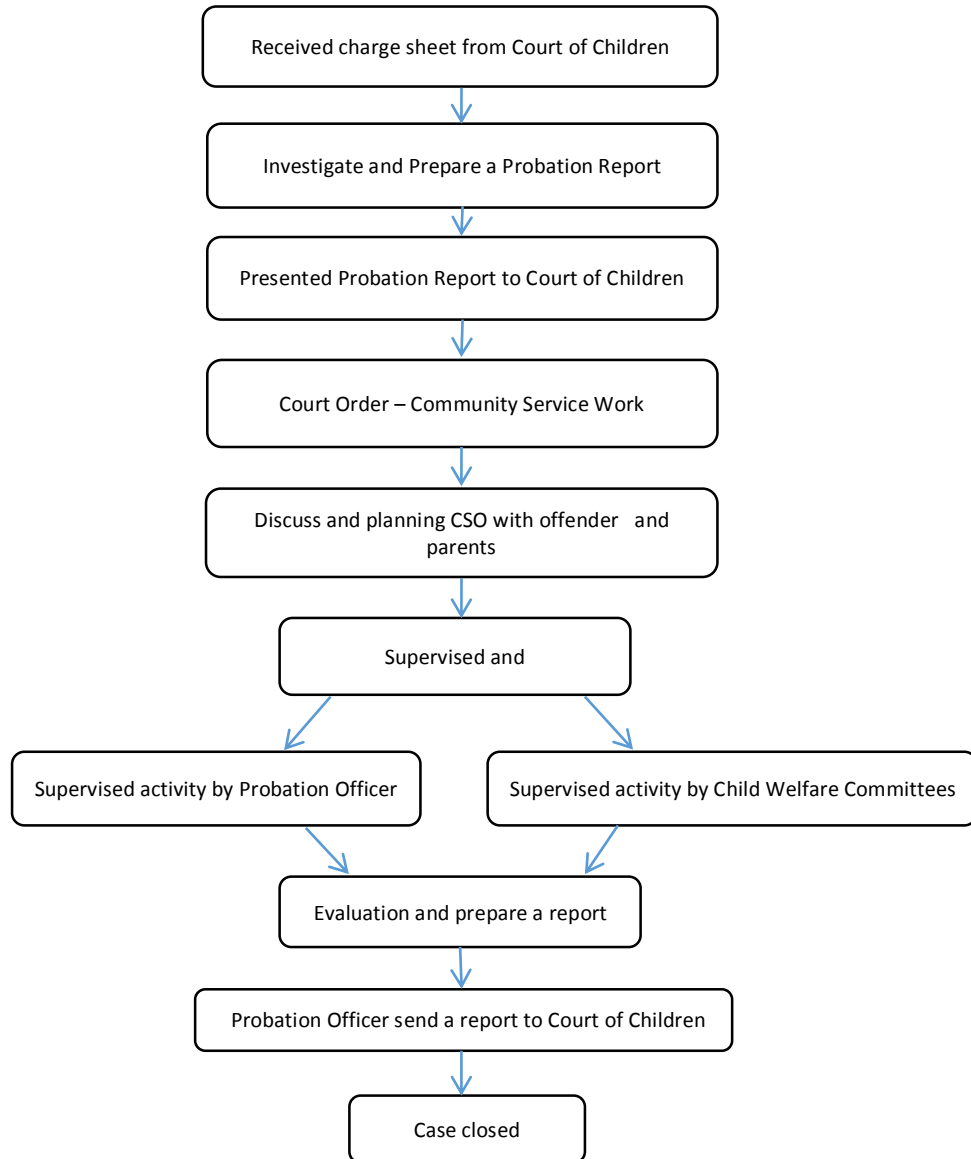 Received charge sheet from Court of Children
Investigate and Prepare a Probation Report
Presented Probation Report to Court of Children
Court Order – Community Service Work
Discuss and planning CSO with offender and
parents
Supervised and
Supervised activity by Probation Officer
Supervised activity by Child Welfare Committees
Evaluation and prepare a report
Probation Officer send a report to Court of Children
Case closed